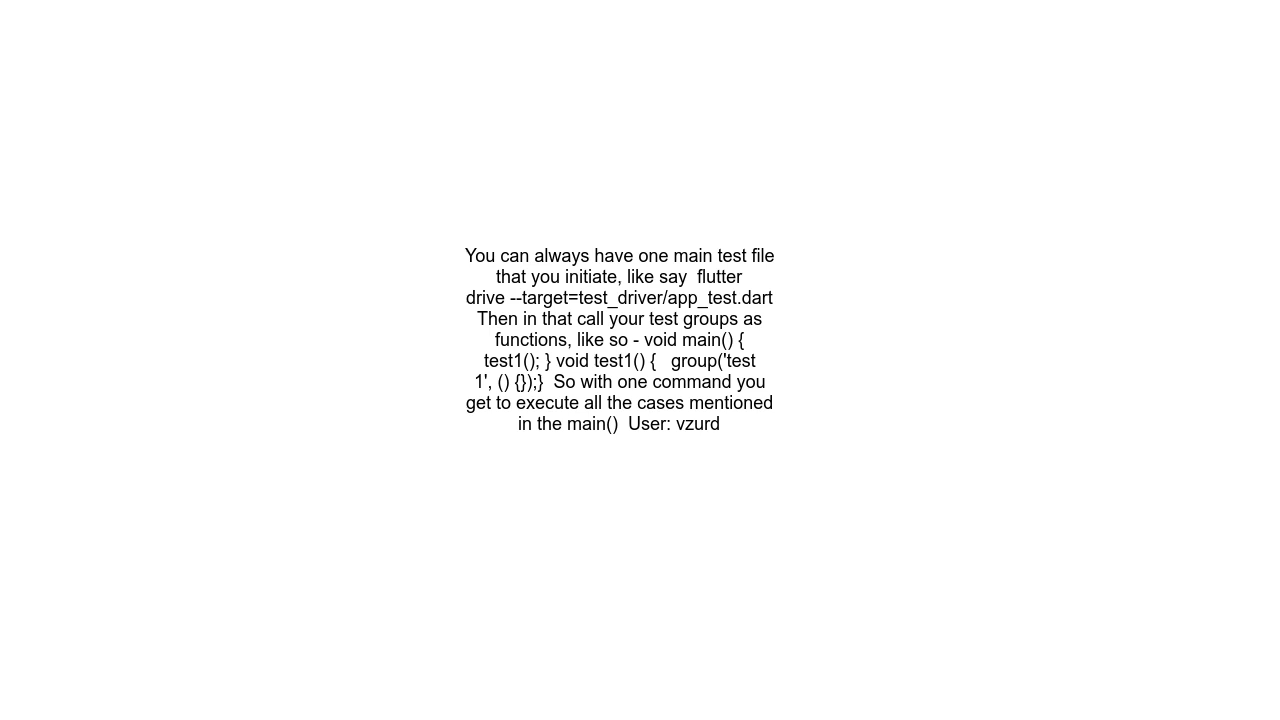 You can always have one main test file
that you initiate, like say  flutter
drive --target=test_driver/app_test.dart
Then in that call your test groups as
functions, like so - void main() {
test1(); } void test1() {   group('test
1', () {});}  So with one command you
get to execute all the cases mentioned
in the main()  User: vzurd